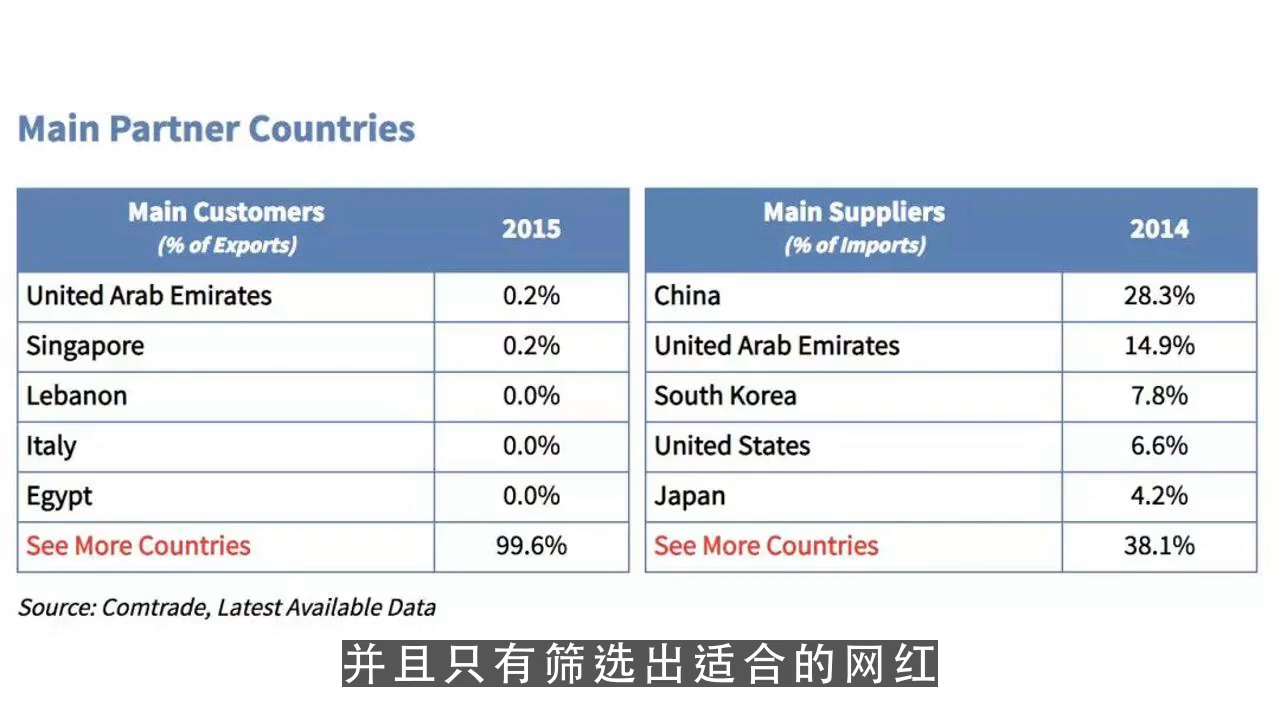 Main Partner Countries
Main Customers
(% of Exports)
2015
United Arab Emirates 0.2%
Singapore 0.2%
Lebanon 0.0%
Italy 0.0%
Egypt 0.0%
See More Countries 99.6%
Main Suppliers
(% of Imports)
2014
China 28.3%
United Arab Emirates 14.9%
South Korea 7.8%
United States 6.6%
Japan 4.2%
See More Countries 38.1%
Source: Comtrade, Latest Available Data
并且只有筛选出适合的网红